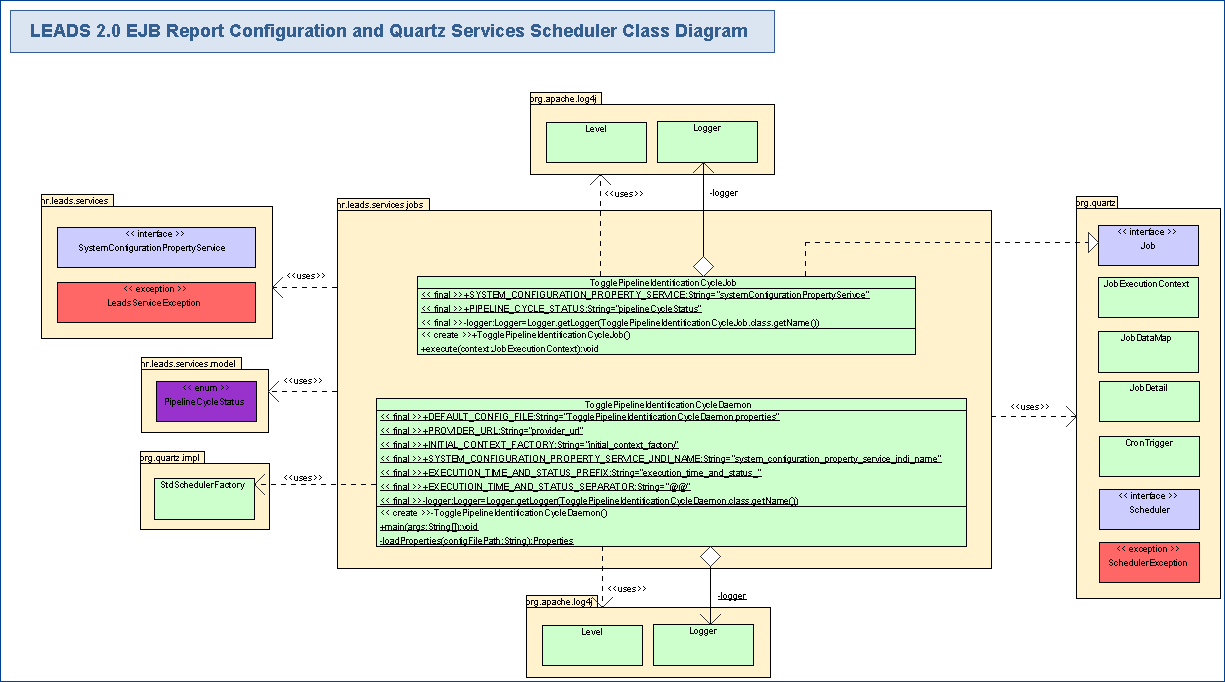 LEADS 2.0 EJB Report Configuration and Quartz Services Scheduler Class Diagram
org.apache.log4j
Level
Logger
<<uses>>
-logger
hr.leads.services
<< interface >>
SystemConfigurationPropertyService
<< exception >>
LeadsServiceException
<<uses>>
hr.leads.services.model
<< enum >>
PipelineCycleStatus
<<uses>>
org.quartz.impl
StdSchedulerFactory
<<uses>>
hr.leads.services.jobs
TogglePipelineIdentificationCycleJob
<< final >>+SYSTEM_CONFIGURATION_PROPERTY_SERVICE:String="systemConfigurationPropertySerivce"
<< final >>+PIPELINE_CYCLE_STATUS:String="pipelineCycleStatus"
<< final >>-logger:Logger=Logger.getLogger(TogglePipelineIdentificationCycleJob.class.getName())
<< create >>+TogglePipelineIdentificationCycleJob()
+execute(context:JobExecutionContext):void
TogglePipelineIdentificationCycleDaemon
<< final >>+DEFAULT_CONFIG_FILE:String="TogglePipelineIdentificationCycleDaemon.properties"
<< final >>+PROVIDER_URL:String="provider_url"
<< final >>+INITIAL_CONTEXT_FACTORY:String="initial_context_factory"
<< final >>+SYSTEM_CONFIGURATION_PROPERTY_SERVICE_JNDI_NAME:String="system_configuration_property_service_jndi_name"
<< final >>+EXECUTION_TIME_AND_STATUS_PREFIX:String="execution_time_and_status_"
<< final >>+EXECUTIOIN_TIME_AND_STATUS_SEPARATOR:String="@@"
<< final >>-logger:Logger=Logger.getLogger(TogglePipelineIdentificationCycleDaemon.class.getName())
<< create >>-TogglePipelineIdentificationCycleDaemon()
+main(args:String[]):void
-loadProperties(configFilePath:String):Properties
<<uses>>
-logger
org.apache.log4j
Level
Logger
<<uses>>
org.quartz
<< interface >>
Job
JobExecutionContext
JobDataMap
JobDetail
CronTrigger
<< interface >>
Scheduler
<< exception >>
SchedulerException